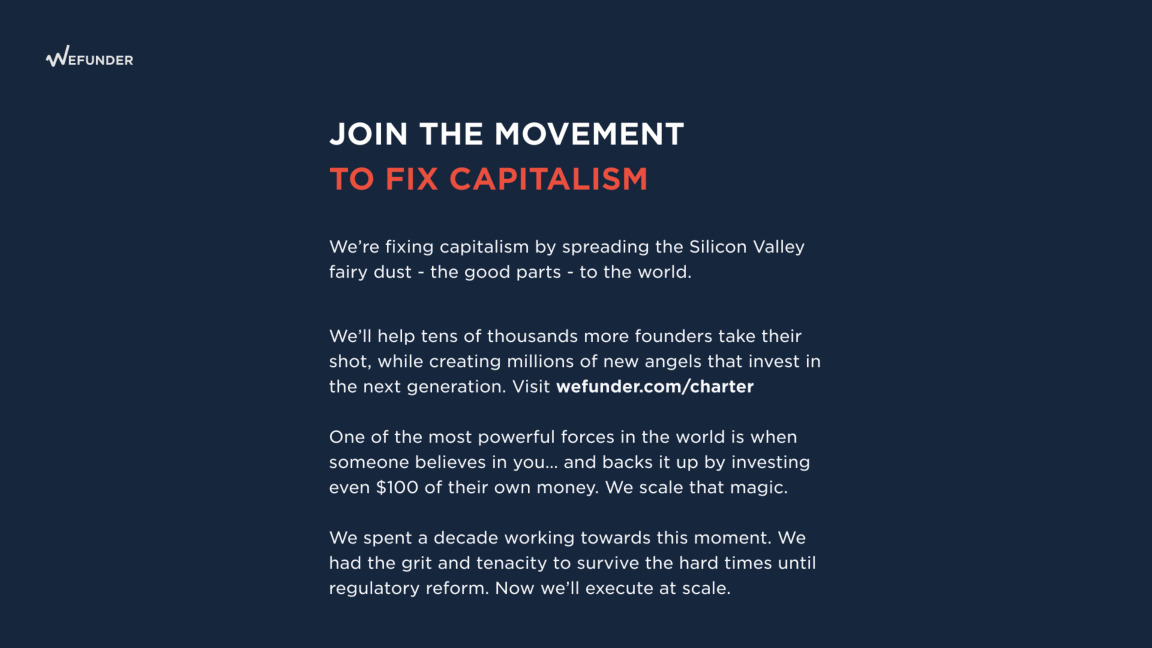 WEFUNDER
JOIN THE MOVEMENT
TO FIX CAPITALISM
We’re fixing capitalism by spreading the Silicon Valley
fairy dust - the good parts - to the world.
We’ll help tens of thousands more founders take their
shot, while creating millions of new angels that invest in
the next generation. Visit wefunder.com/charter
One of the most powerful forces in the world is when
someone believes in you... and backs it up by investing
even $100 of their own money. We scale that magic.
We spent a decade working towards this moment. We
had the grit and tenacity to survive the hard times until
regulatory reform. Now we’ll execute at scale.